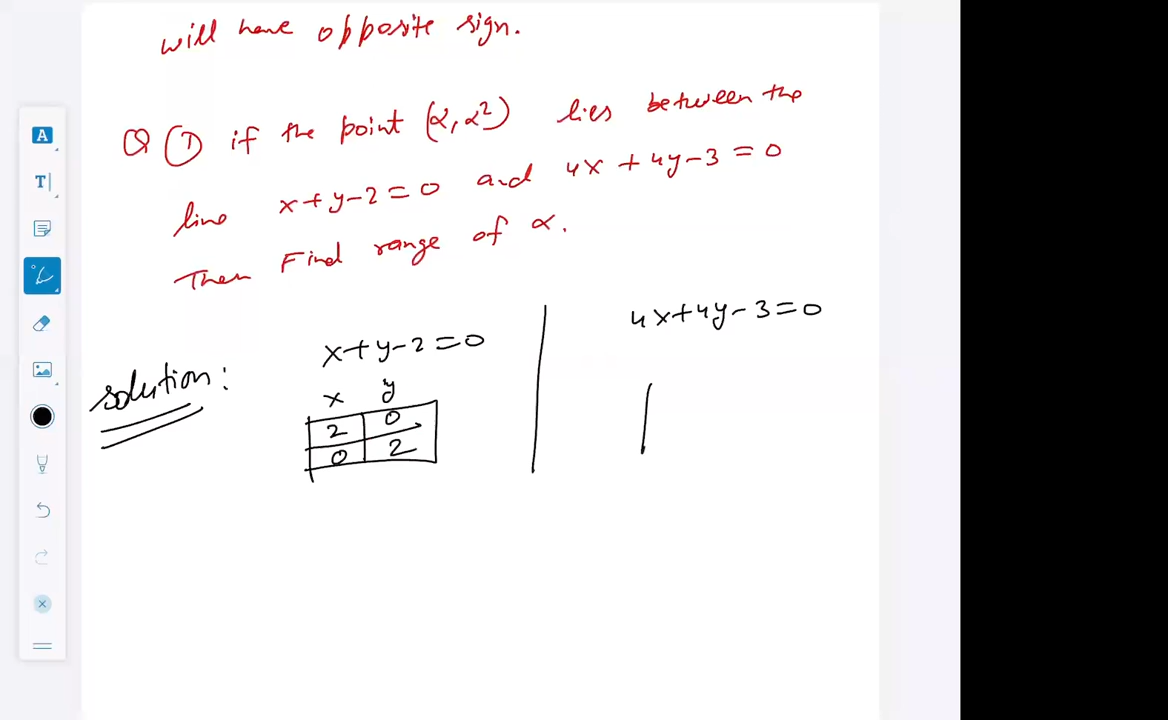 will have opposite sign.
Q ① if the point (α, α²) lies between the
line x+y-2=0 and 4x+4y-3=0
Then Find range of α.
solution:
x+y-2=0
x y
2 0
0 2
4x+4y-3=0
A
T